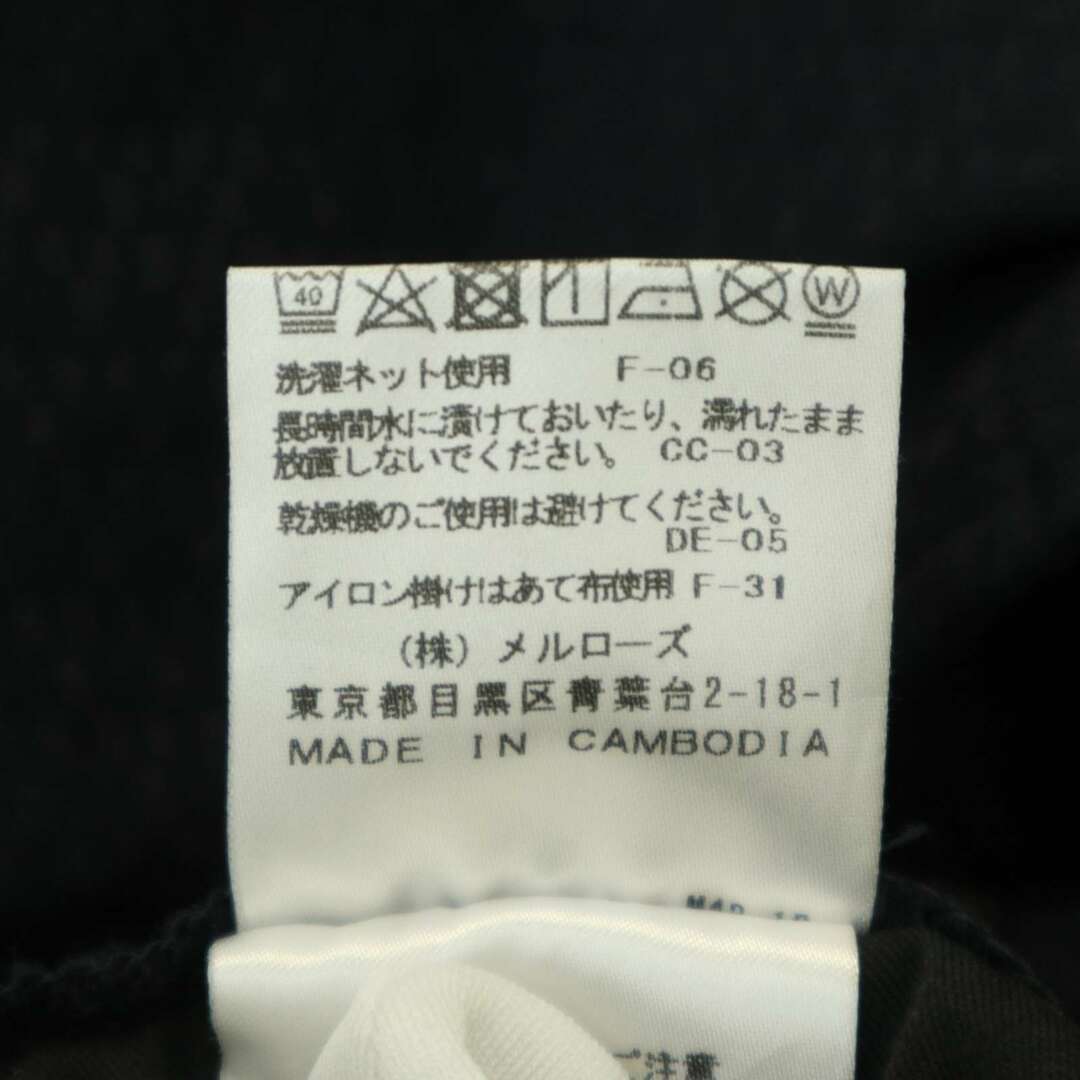 40 W
洗濯ネット使用 F-06
長時間水に漬けておいたり、濡れたまま
放置しないでください。 CC-03
乾燥機のご使用は避けてください。
DE-05
アイロン掛けはあて布使用 F-31
(株)メルローズ
東京都目黒区青葉台2-18-1
MADE IN CAMBODIA
ご注意